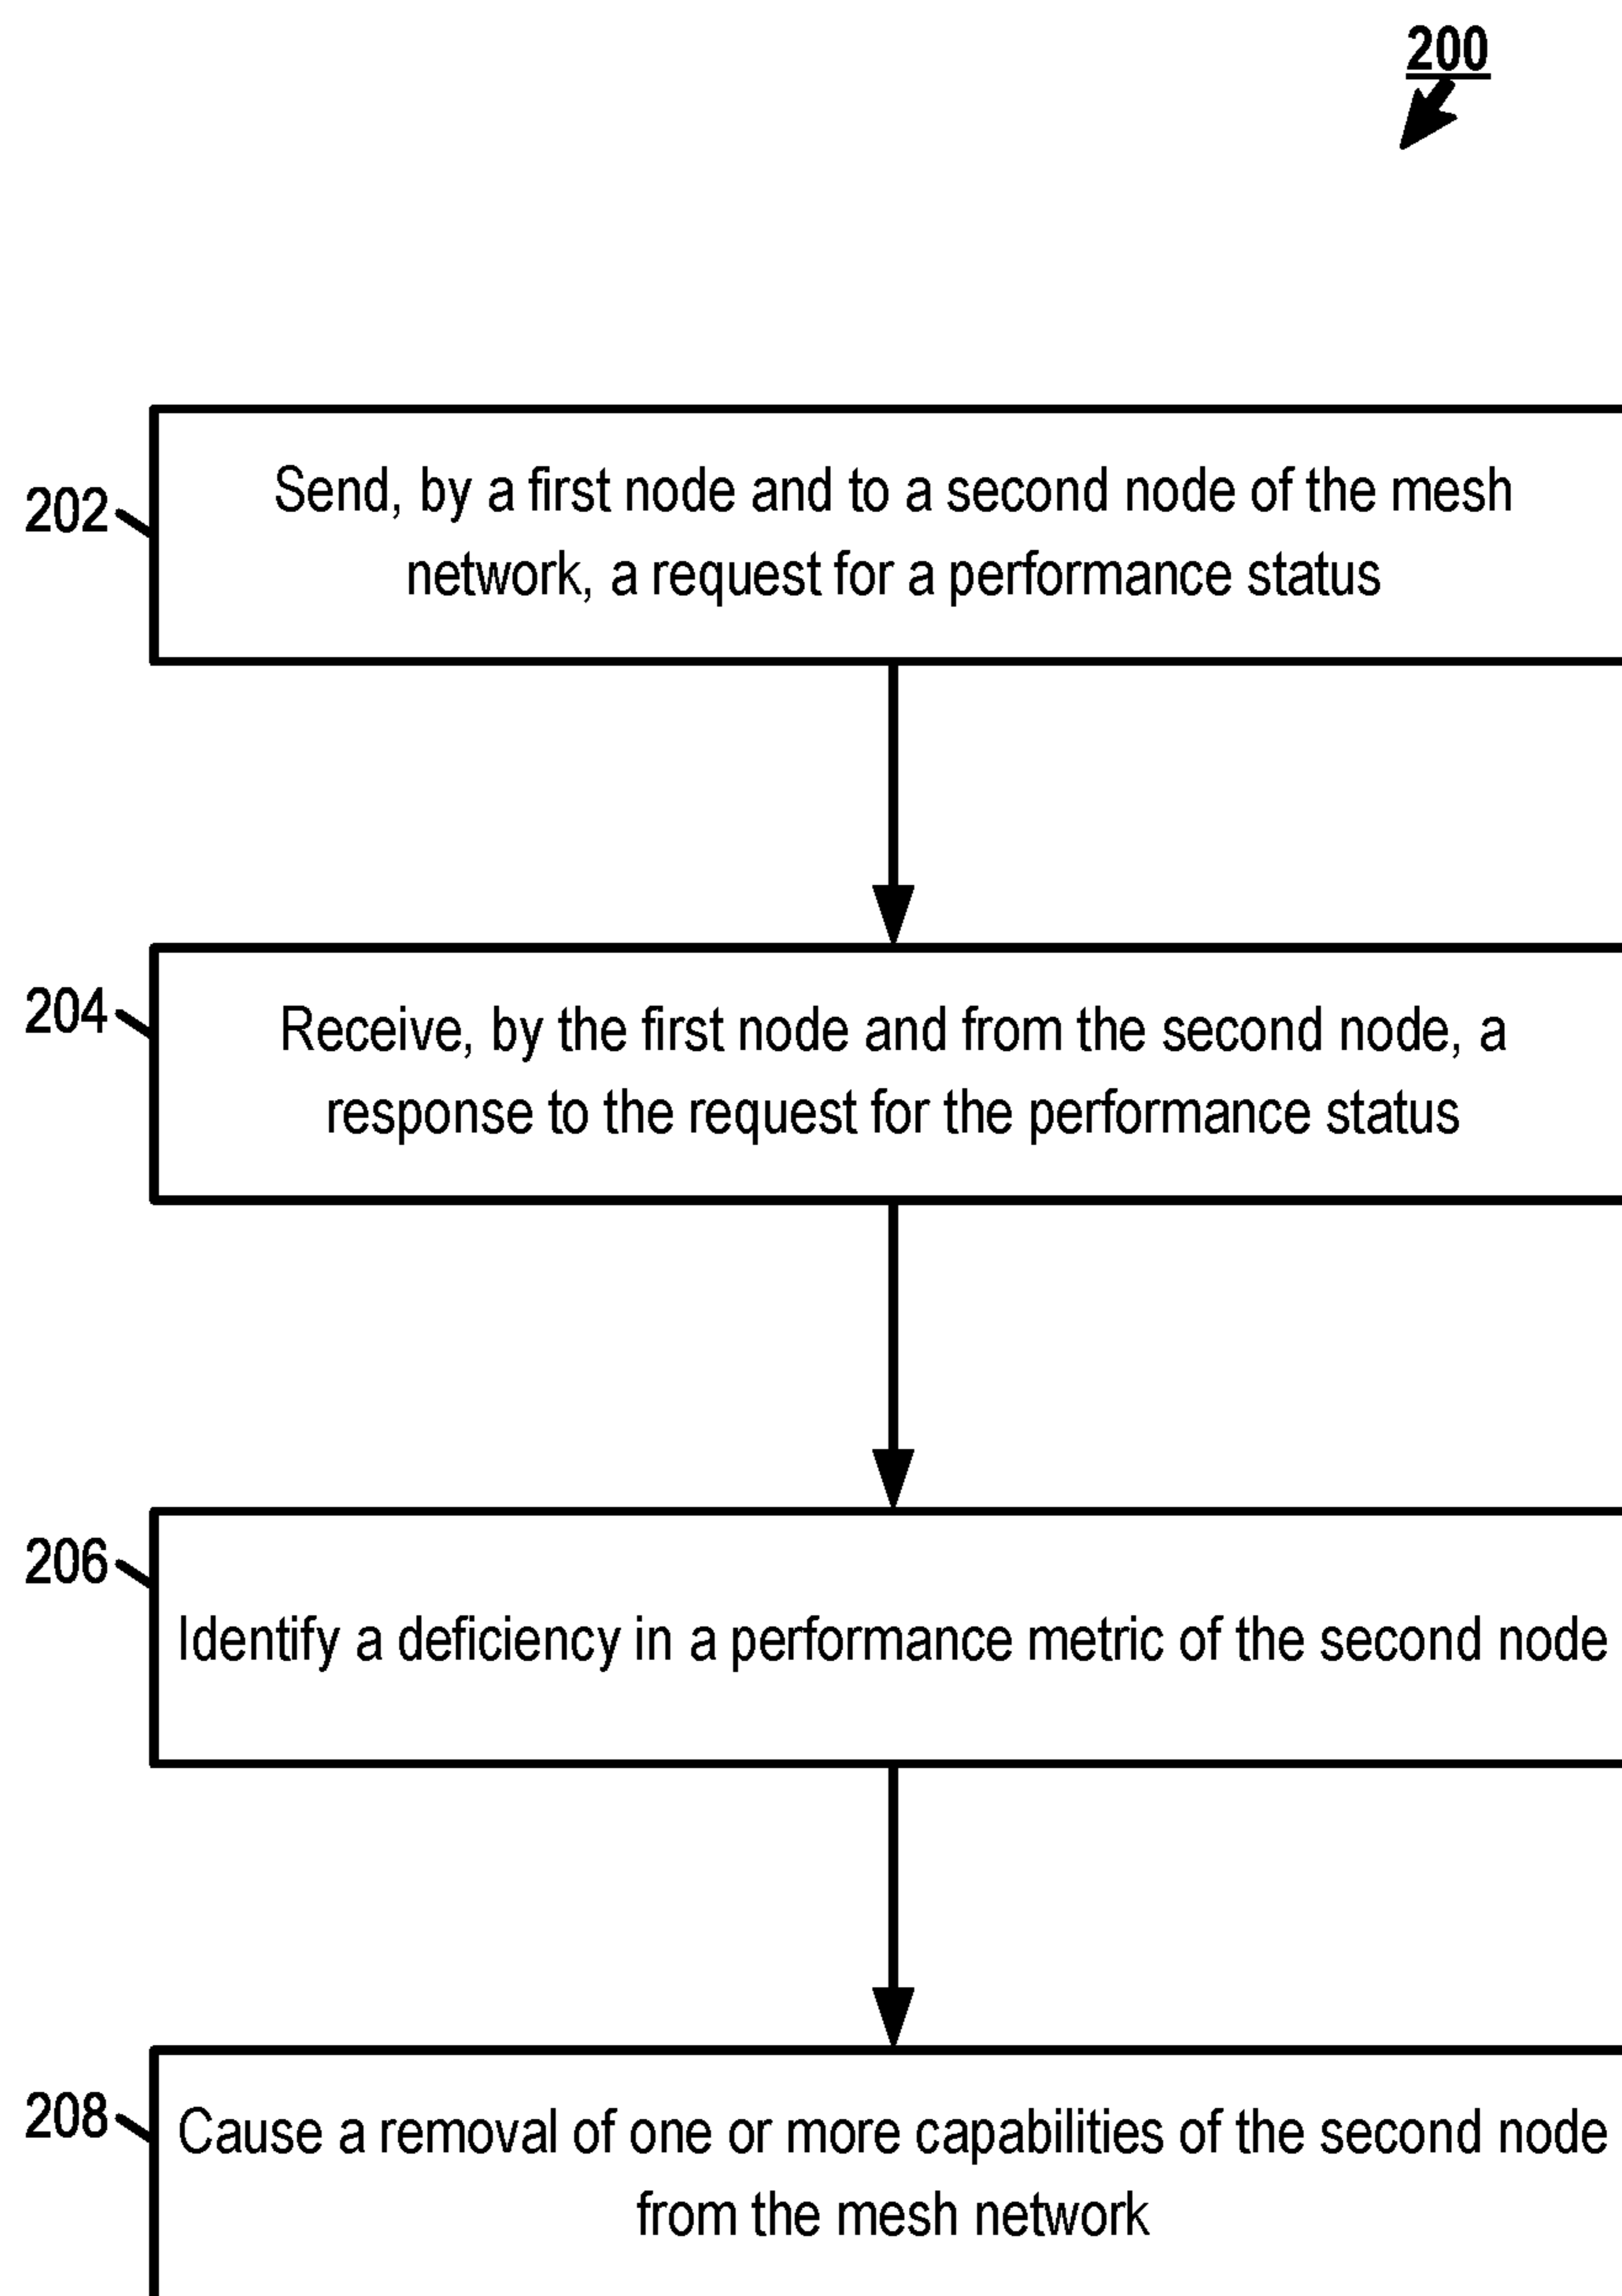 200
202
Send, by a first node and to a second node of the mesh
network, a request for a performance status
204
Receive, by the first node and from the second node, a
response to the request for the performance status
206
Identify a deficiency in a performance metric of the second node
208
Cause a removal of one or more capabilities of the second node
from the mesh network